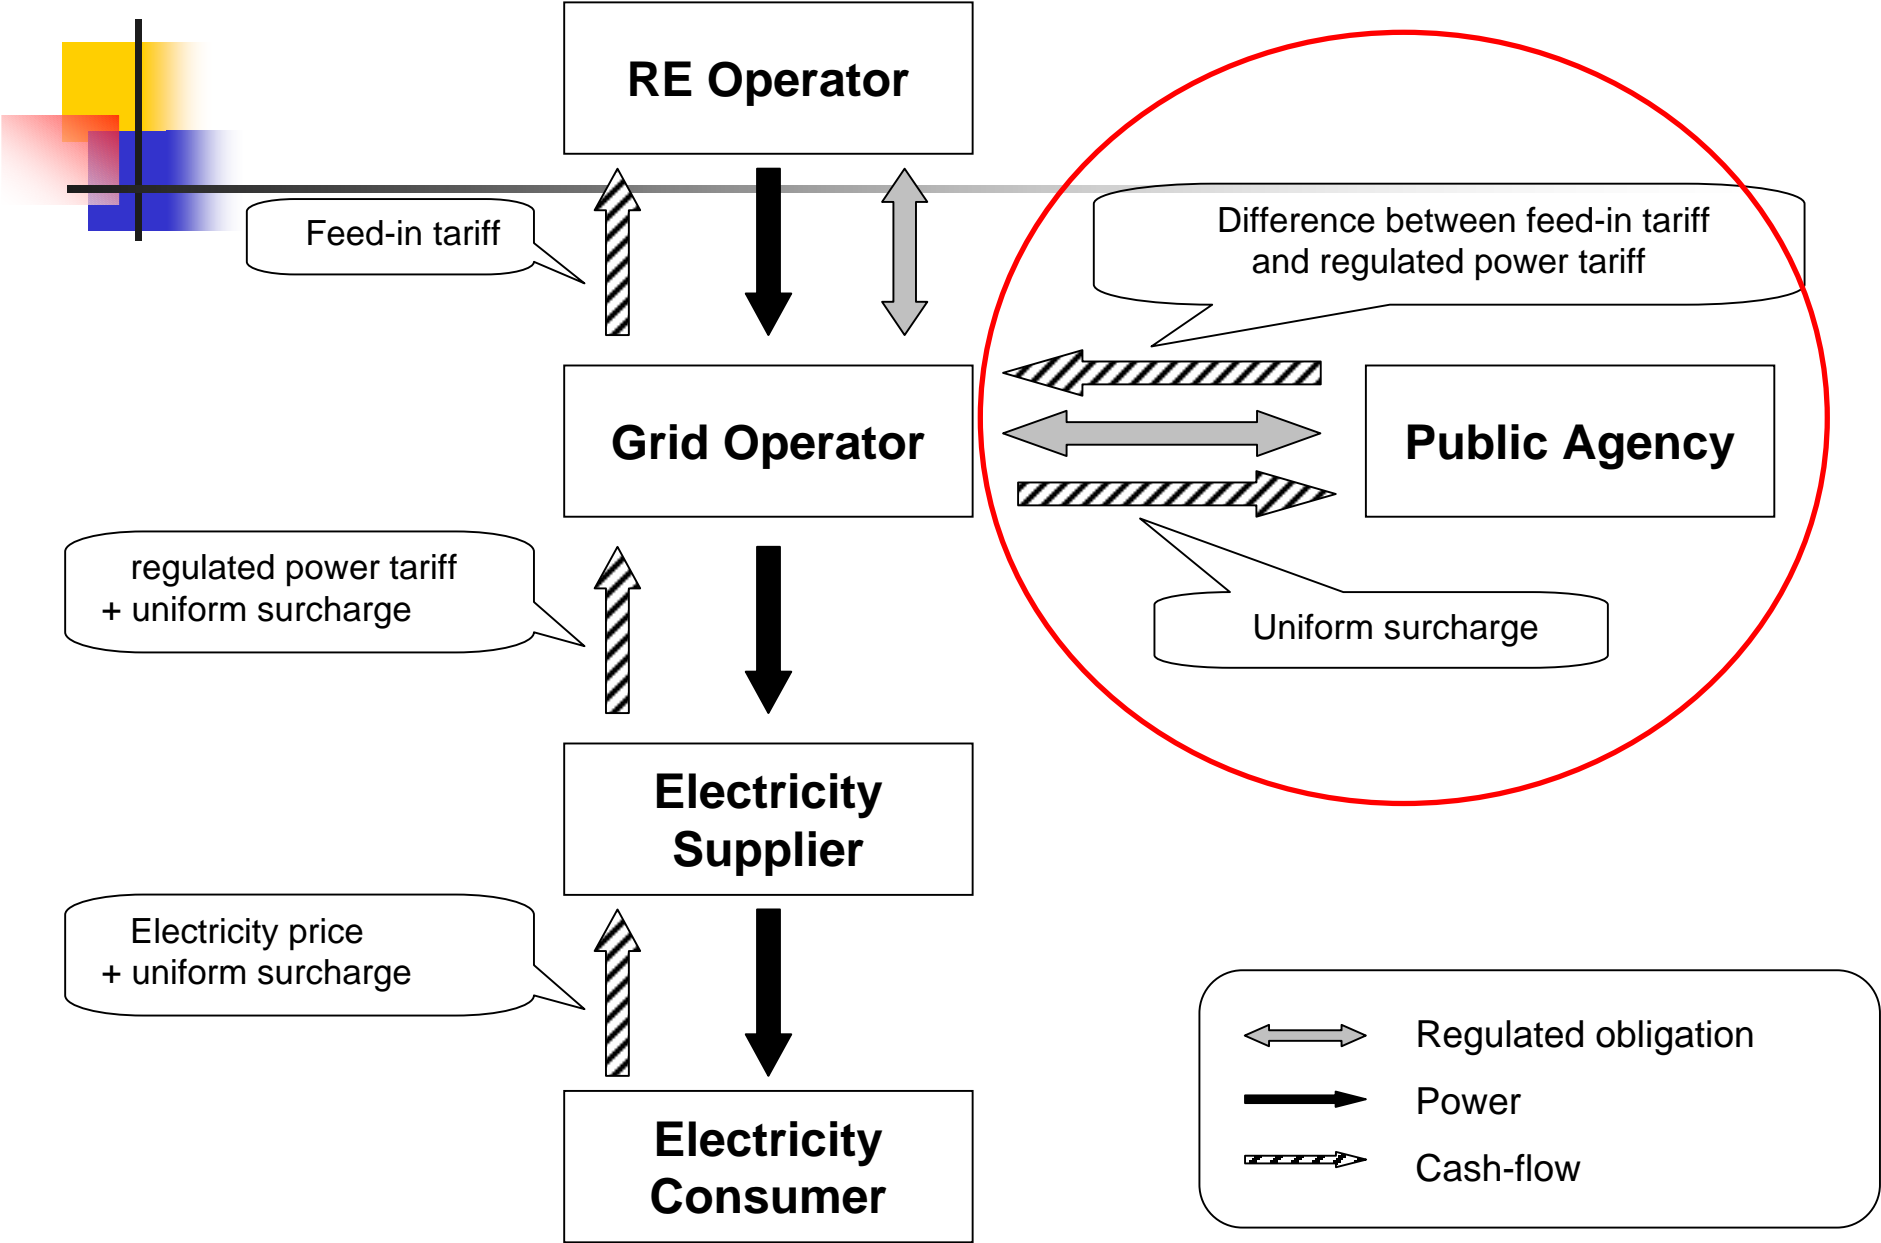 RE Operator
Feed-in tariff
Difference between feed-in tariff
and regulated power tariff
Grid Operator
Public Agency
regulated power tariff
+ uniform surcharge
Uniform surcharge
Electricity
Supplier
Electricity price
+ uniform surcharge
Regulated obligation
Power
Cash-flow
Electricity
Consumer